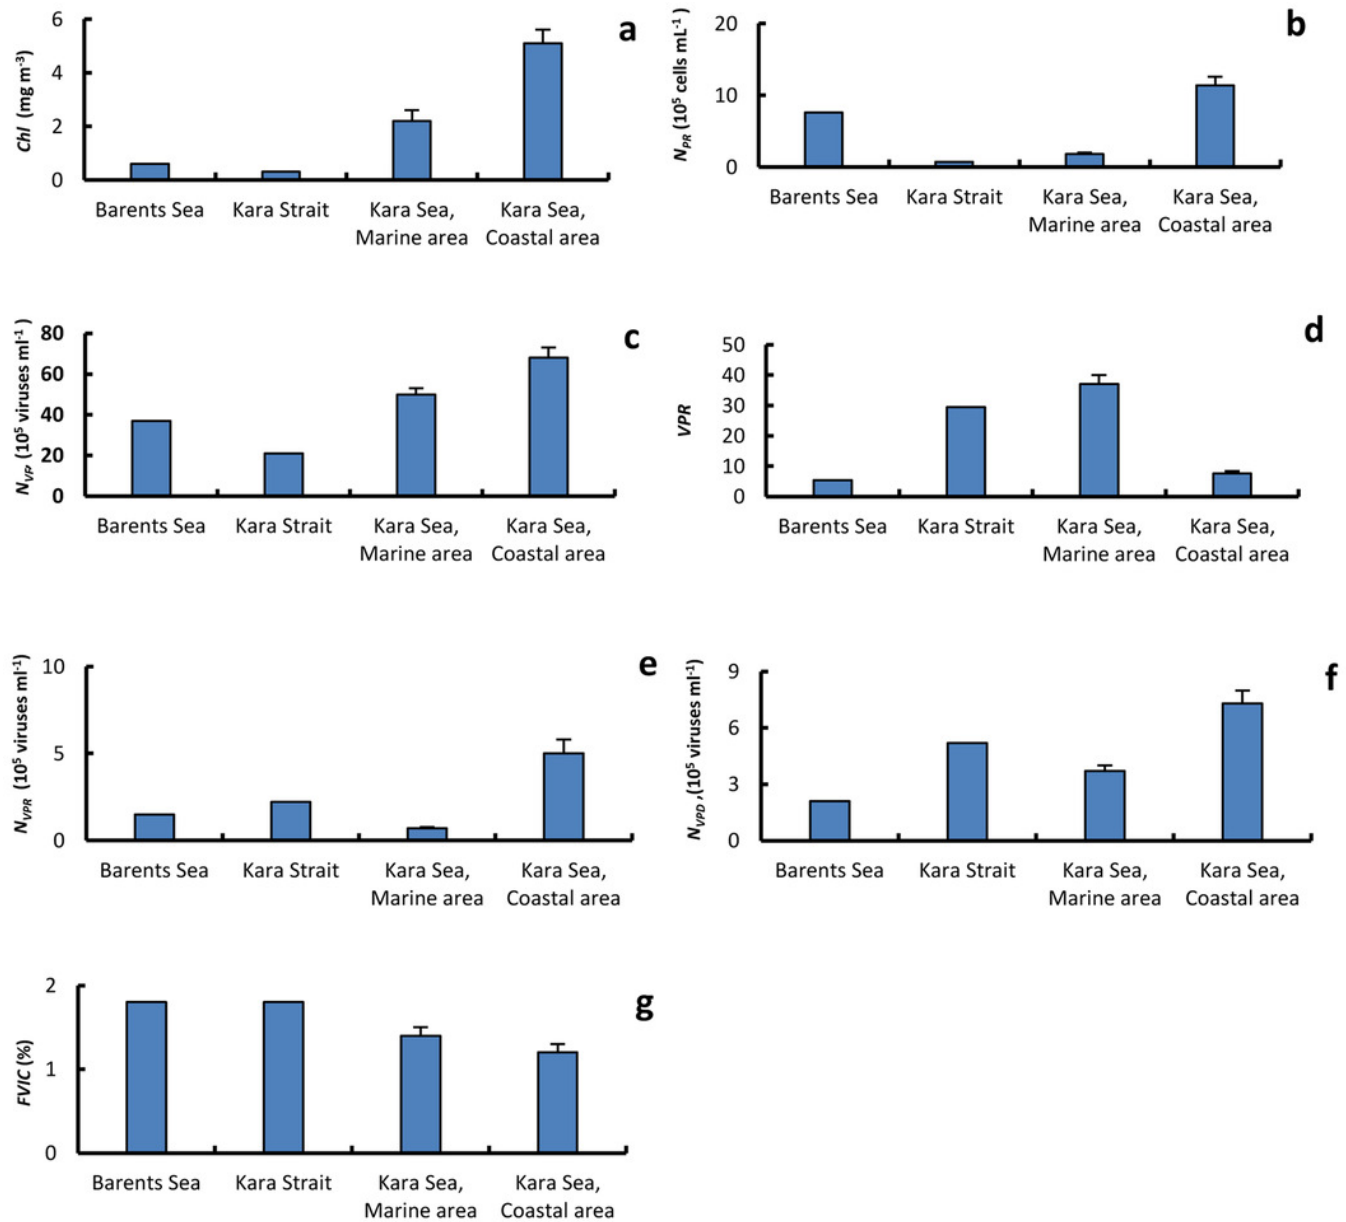 a
Chl (mg m⁻³)
6
4
2
0
Barents Sea
Kara Strait
Kara Sea,
Marine area
Kara Sea,
Coastal area
b
N_PR (10⁵ cells mL⁻¹ )
20
10
0
Barents Sea
Kara Strait
Kara Sea,
Marine area
Kara Sea,
Coastal area
c
N_VP, (10⁵ viruses ml⁻¹ )
80
60
40
20
0
Barents Sea
Kara Strait
Kara Sea,
Marine area
Kara Sea,
Coastal area
d
VPR
50
40
30
20
10
0
Barents Sea
Kara Strait
Kara Sea,
Marine area
Kara Sea,
Coastal area
e
N_VPR (10⁵ viruses ml⁻¹)
10
5
0
Barents Sea
Kara Strait
Kara Sea,
Marine area
Kara Sea,
Coastal area
f
N_VPD ,(10⁵ viruses ml⁻¹)
9
6
3
0
Barents Sea
Kara Strait
Kara Sea,
Marine area
Kara Sea,
Coastal area
g
FVIC (%)
2
1
0
Barents Sea
Kara Strait
Kara Sea,
Marine area
Kara Sea,
Coastal area